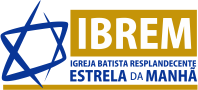 IBREM
IGREJA BATISTA RESPLANDECENTE
ESTRELA DA MANHÃ